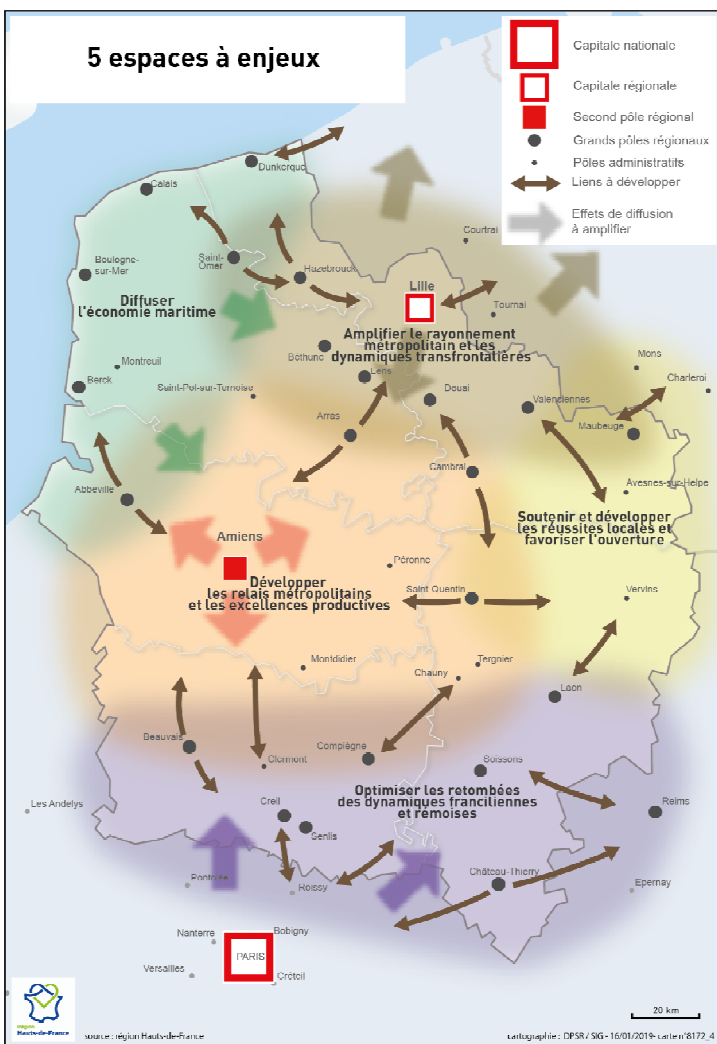 5 espaces à enjeux
Capitale nationale
Capitale régionale
Second pôle régional
Grands pôles régionaux
Pôles administratifs
Liens à développer
Effets de diffusion
à amplifier
Dunkerque
Calais
Courtrai
Saint-
Omer
Boulogne-
sur-Mer
Hazebrouck
Lille
Diffuser
l'économie maritime
Tournai
Amplifier le rayonnement
métropolitain et les
dynamiques transfrontalières
Béthune
Montreuil
Mons
Lens
Charleroi
Berck
Saint-Pol-sur-Ternoise
Douai
Valenciennes
Arras
Maubeuge
Cambrai
Abbeville
Avesnes-sur-Helpe
Soutenir et développer
les réussites locales et
favoriser l'ouverture
Amiens
Péronne
Développer
les relais métropolitains
et les excellences productives
Saint Quentin
Vervins
Montdidier
Tergnier
Chauny
Laon
Beauvais
Compiègne
Clermont
Soissons
Optimiser les retombées
des dynamiques franciliennes
et rémoises
Les Andelys
Creil
Reims
Senlis
Château-Thierry
Pontoise
Roissy
Epernay
Nanterre
Bobigny
PARIS
Versailles
Créteil
région
Hauts-de-France
20 km
source : région Hauts-de-France
cartographie : DPSR / SIG - 16/01/2019- carte n°8172_4